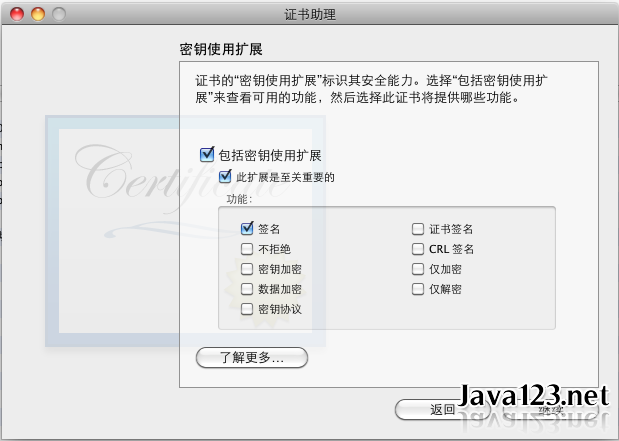 证书助理
密钥使用扩展
证书的“密钥使用扩展”标识其安全能力。选择“包括密钥使用扩
展”来查看可用的功能，然后选择此证书将提供哪些功能。
Certificate
包括密钥使用扩展
此扩展是至关重要的
功能：
签名
证书签名
不拒绝
CRL 签名
密钥加密
仅加密
数据加密
仅解密
密钥协议
了解更多...
返回
Java123.net